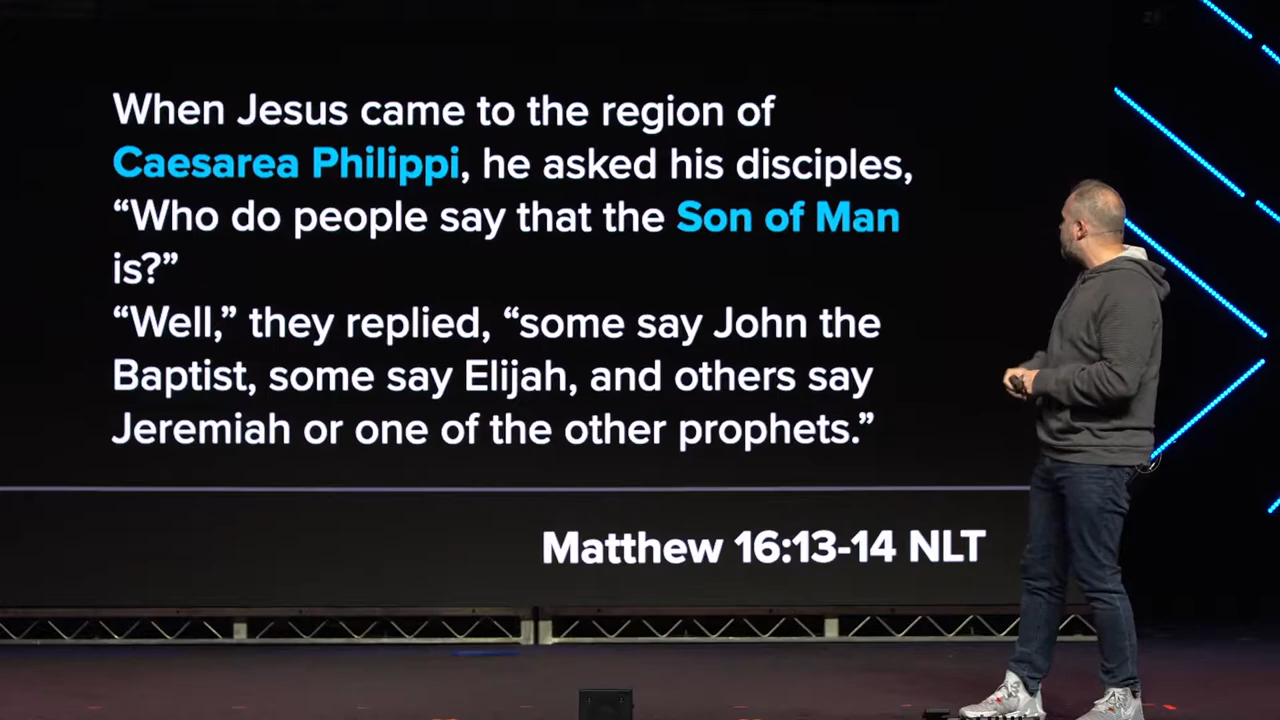 When Jesus came to the region of
Caesarea Philippi, he asked his disciples,
“Who do people say that the Son of Man
is?”
“Well,” they replied, “some say John the
Baptist, some say Elijah, and others say
Jeremiah or one of the other prophets.”
Matthew 16:13-14 NLT